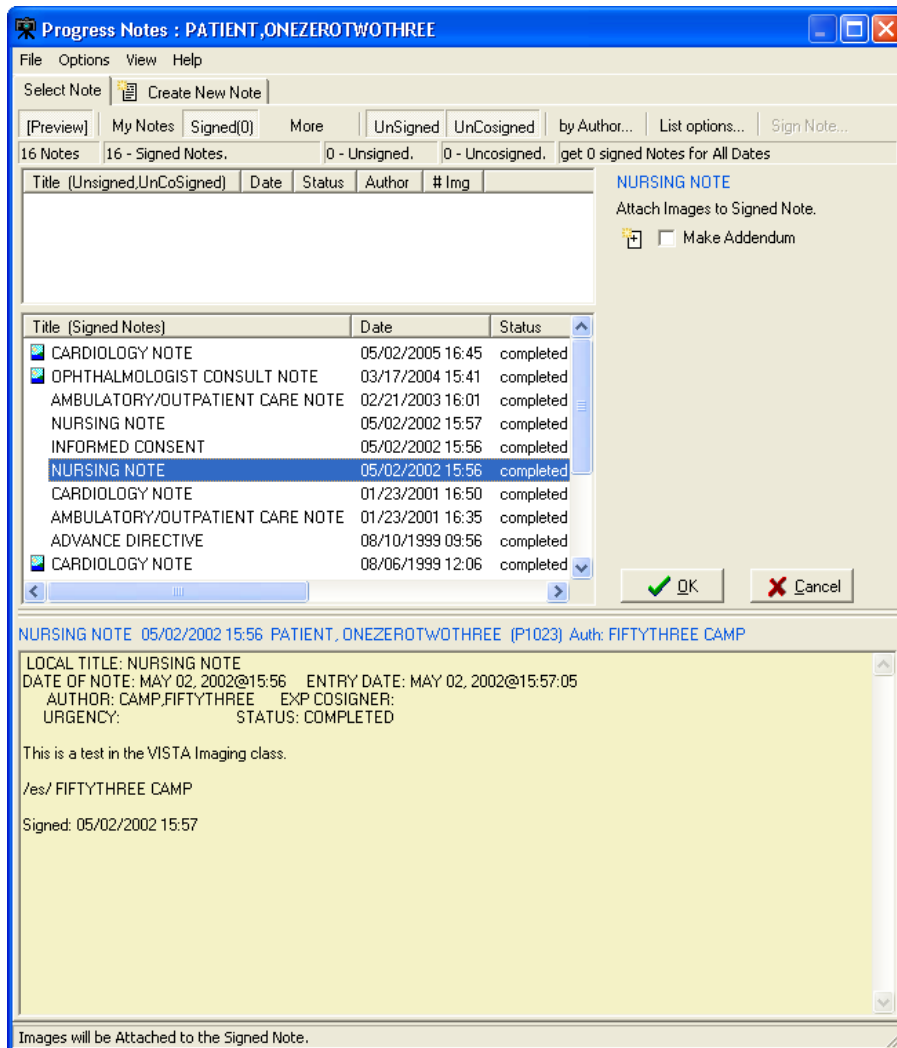 Progress Notes : PATIENT,ONEZEROTWOTHREE
File Options View Help
Select Note Create New Note
[Preview] My Notes Signed(0) More UnSigned UnCosigned by Author... List options... Sign Note...
16 Notes 16 - Signed Notes. 0 - Unsigned. 0 - Uncosigned. get 0 signed Notes for All Dates
Title (Unsigned,UnCoSigned) Date Status Author # Img
NURSING NOTE
Attach Images to Signed Note.
Make Addendum
Title (Signed Notes) Date Status
CARDIOLOGY NOTE 05/02/2005 16:45 completed
OPHTHALMOLOGIST CONSULT NOTE 03/17/2004 15:41 completed
AMBULATORY/OUTPATIENT CARE NOTE 02/21/2003 16:01 completed
NURSING NOTE 05/02/2002 15:57 completed
INFORMED CONSENT 05/02/2002 15:56 completed
NURSING NOTE 05/02/2002 15:56 completed
CARDIOLOGY NOTE 01/23/2001 16:50 completed
AMBULATORY/OUTPATIENT CARE NOTE 01/23/2001 16:35 completed
ADVANCE DIRECTIVE 08/10/1999 09:56 completed
CARDIOLOGY NOTE 08/06/1999 12:06 completed
OK Cancel
NURSING NOTE 05/02/2002 15:56 PATIENT, ONEZEROTWOTHREE (P1023) Auth: FIFTYTHREE CAMP
LOCAL TITLE: NURSING NOTE
DATE OF NOTE: MAY 02, 2002@15:56 ENTRY DATE: MAY 02, 2002@15:57:05
AUTHOR: CAMP,FIFTYTHREE EXP COSIGNER:
URGENCY: STATUS: COMPLETED
This is a test in the VISTA Imaging class.
/es/ FIFTYTHREE CAMP
Signed: 05/02/2002 15:57
Images will be Attached to the Signed Note.